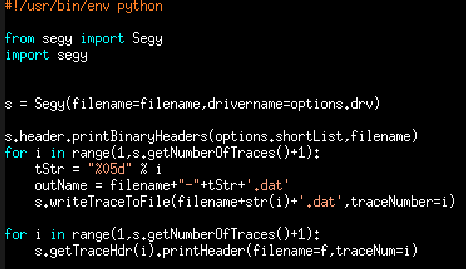 #!/usr/bin/env python
from segy import Segy
import segy
s = Segy(filename=filename,drivername=options.drv)
s.header.printBinaryHeaders(options.shortList,filename)
for i in range(1,s.getNumberOfTraces()+1):
    tStr = "%05d" % i
    outName = filename+"-"+tStr+'.dat'
    s.writeTraceToFile(filename+str(i)+'.dat',traceNumber=i)
for i in range(1,s.getNumberOfTraces()+1):
    s.getTraceHdr(i).printHeader(filename=f,trNum=i)